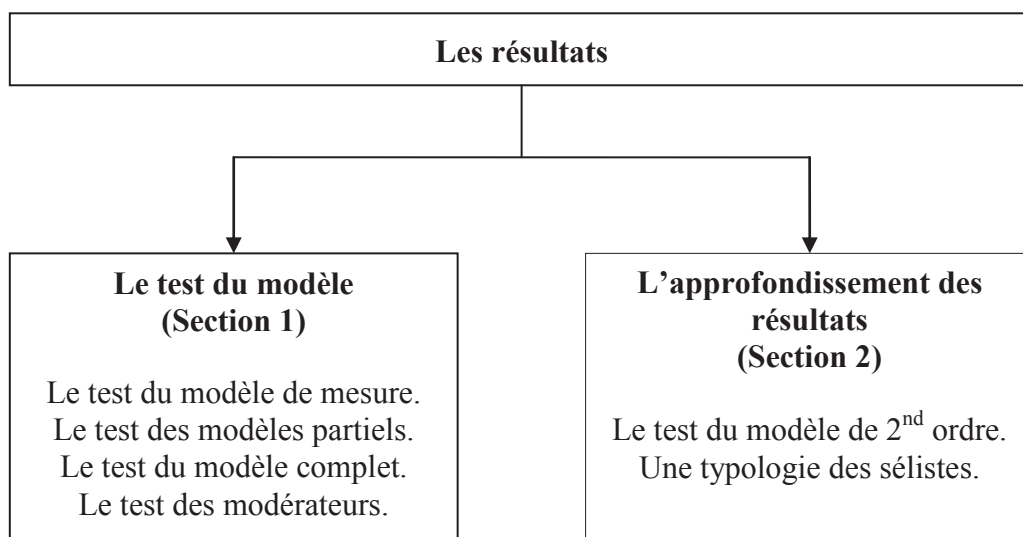 Les résultats
Le test du modèle
(Section 1)
Le test du modèle de mesure.
Le test des modèles partiels.
Le test du modèle complet.
Le test des modérateurs.
L’approfondissement des
résultats
(Section 2)
Le test du modèle de 2nd ordre.
Une typologie des sélistes.